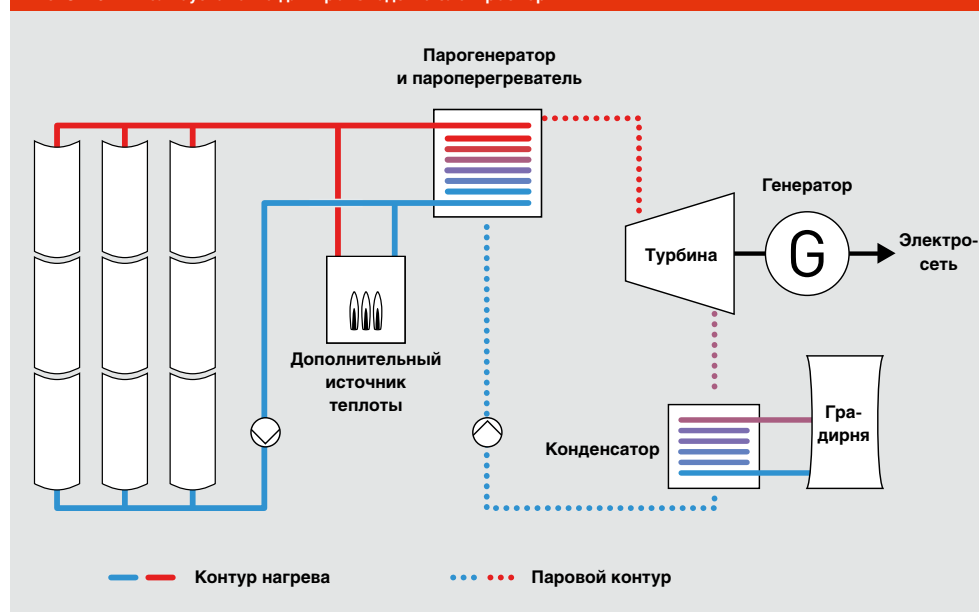 Парогенератор
и пароперегреватель
Генератор
Турбина
G
Электро-
сеть
Дополнительный
источник
теплоты
Конденсатор
Гра-
дирня
Контур нагрева
Паровой контур